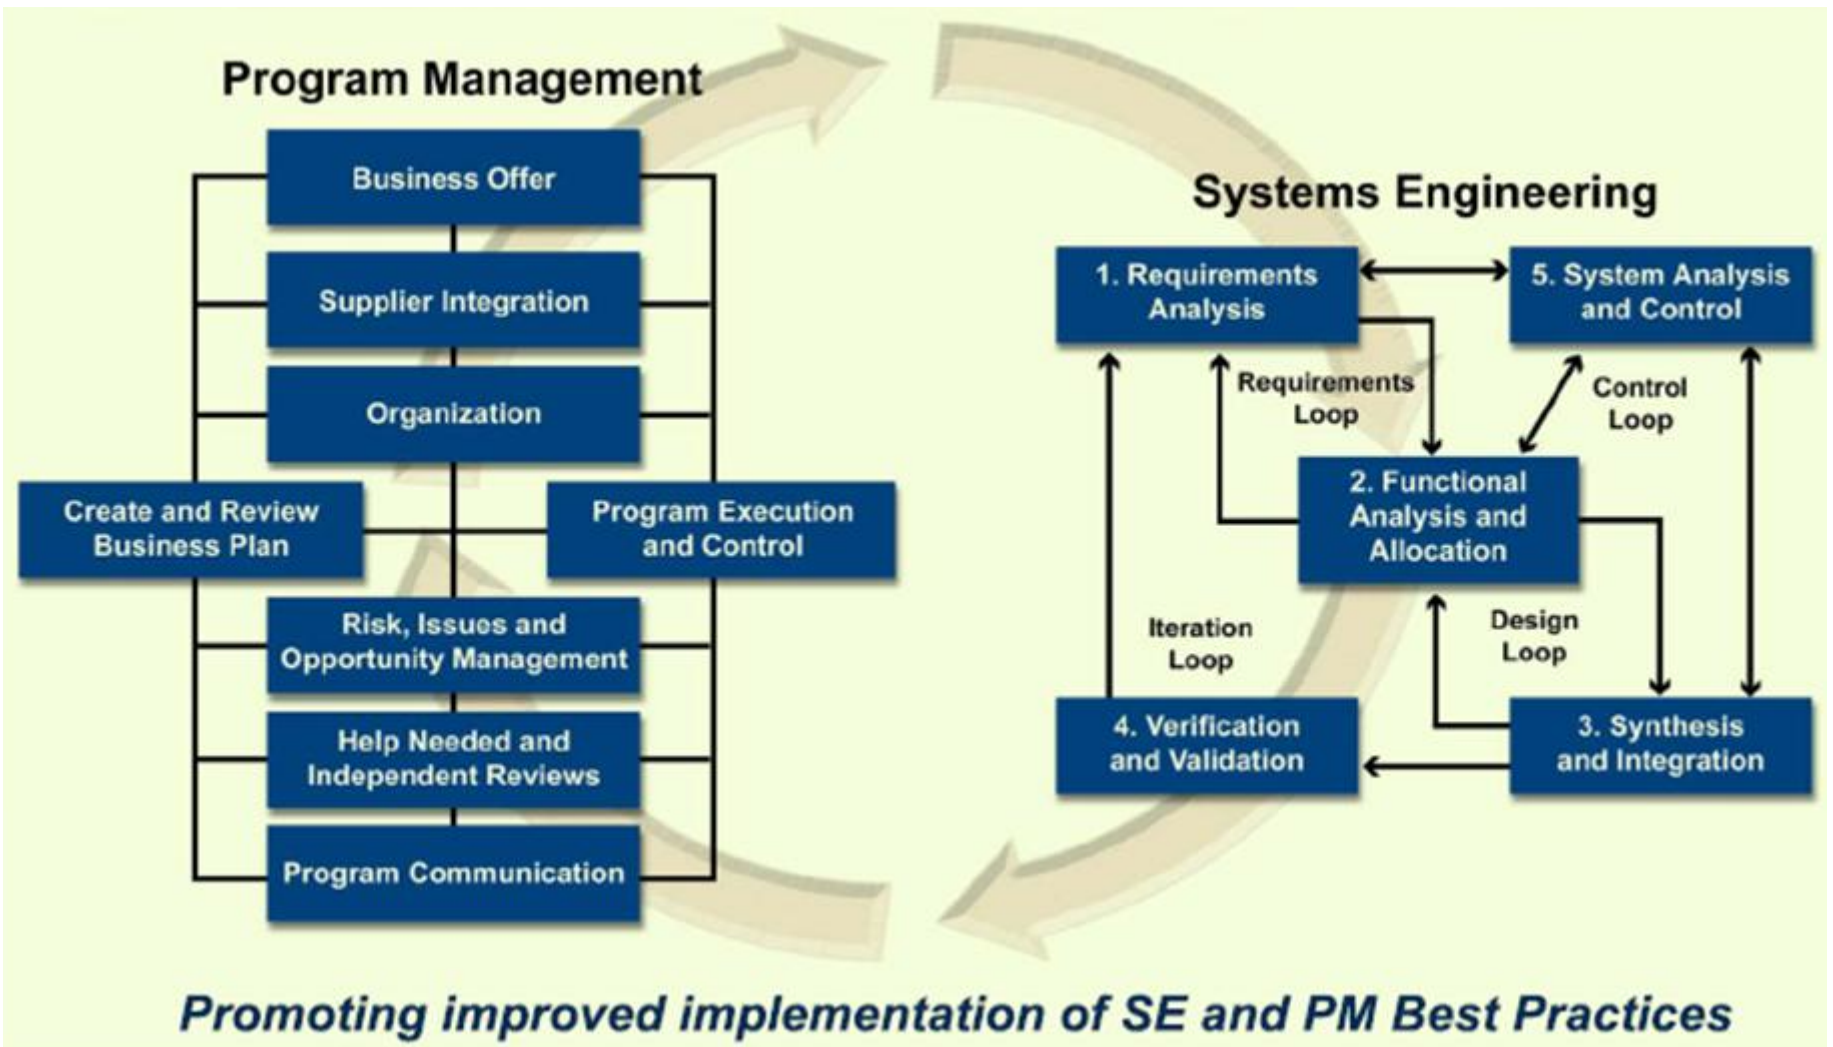 Program Management
Business Offer
Supplier Integration
Organization
Create and Review
Business Plan
Program Execution
and Control
Risk, Issues and
Opportunity Management
Help Needed and
Independent Reviews
Program Communication
Systems Engineering
1. Requirements
Analysis
5. System Analysis
and Control
Requirements
Loop
Control
Loop
2. Functional
Analysis and
Allocation
Iteration
Loop
Design
Loop
4. Verification
and Validation
3. Synthesis
and Integration
Promoting improved implementation of SE and PM Best Practices